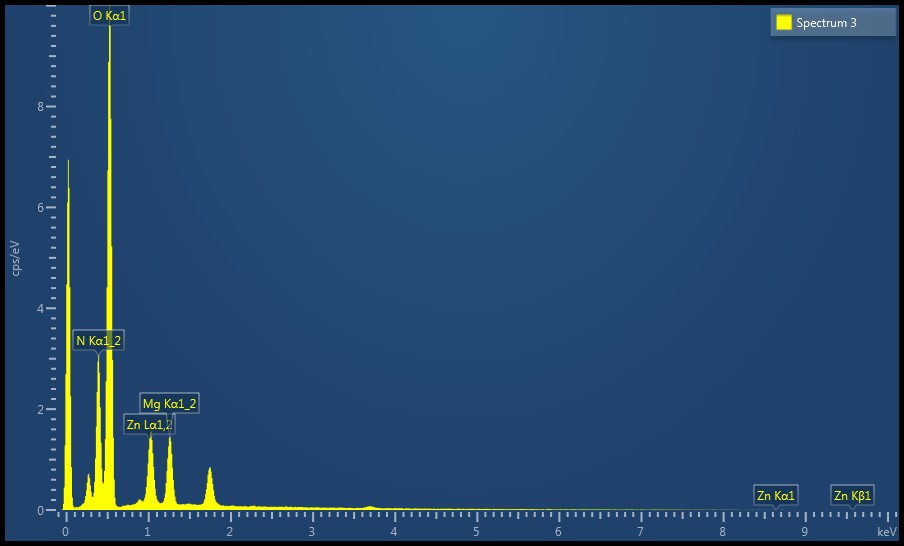 O Kα1
Spectrum 3
8
6
cps/eV
4
N Kα1_2
2
Mg Kα1_2
Zn Lα1,2
Zn Kα1
Zn Kβ1
0
0 1 2 3 4 5 6 7 8 9 keV